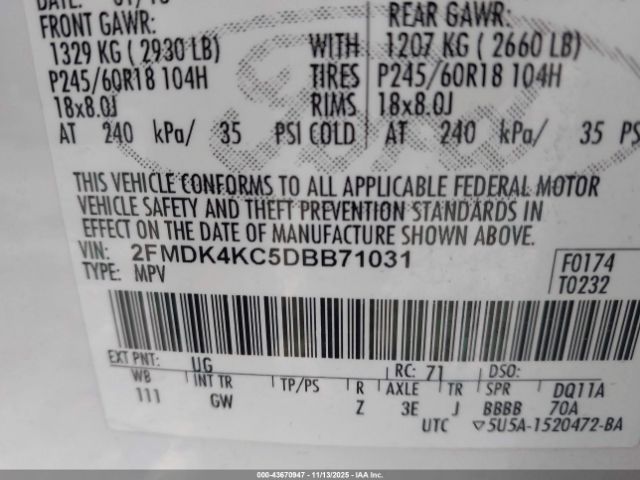 FRONT GAWR: REAR GAWR:
1329 KG ( 2930 LB) WITH 1207 KG ( 2660 LB)
P245/60R18 104H TIRES P245/60R18 104H
18x8.0J RIMS 18x8.0J
AT 240 kPa/ 35 PSI COLD AT 240 kPa/ 35 PS
Ford
THIS VEHICLE CONFORMS TO ALL APPLICABLE FEDERAL MOTOR
VEHICLE SAFETY AND THEFT PREVENTION STANDARDS IN
EFFECT ON THE DATE OF MANUFACTURE SHOWN ABOVE.
VIN: 2FMDK4KC5DBB71031 F0174
TYPE: MPV T0232
EXT PNT: UG RC: 71 DSO:
WB INT TR TP/PS R AXLE TR SPR DQ11A
111 GW Z 3E J BBBB 70A
UTC ▽5U5A-1520472-BA
000-43670947 - 11/13/2025 - IAAI.COM